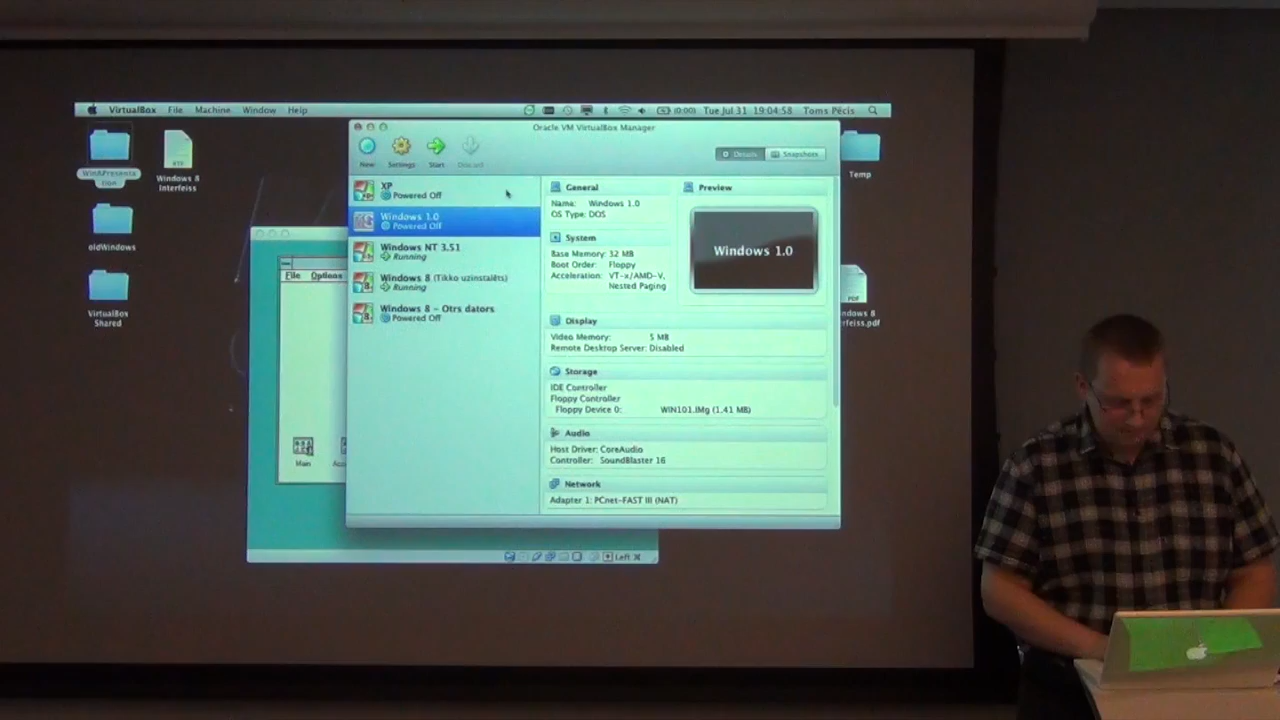 VirtualBox File Machine Window Help
(0:00) Tue Jul 31 19:04:58 Toms Pēcis
Oracle VM VirtualBox Manager
New Settings Start Discard
Details Snapshots
Windows 8 Interfeiss
oldWindows
VirtualBox Shared
Temp
XP
Powered Off
Windows 1.0
Powered Off
Windows NT 3.51
Running
Windows 8 (Tikko uzinstalēts)
Running
Windows 8 - Otrs dators
Powered Off
General
Name: Windows 1.0
OS Type: DOS
System
Base Memory: 32 MB
Boot Order: Floppy
Acceleration: VT-x/AMD-V,
Nested Paging
Preview
Windows 1.0
Display
Video Memory: 5 MB
Remote Desktop Server: Disabled
Storage
IDE Controller
Floppy Controller
Floppy Device 0: WIN101.IMg (1.41 MB)
Audio
Host Driver: CoreAudio
Controller: SoundBlaster 16
Network
Adapter 1: PCnet-FAST III (NAT)
File Options
Main
Left ⌘